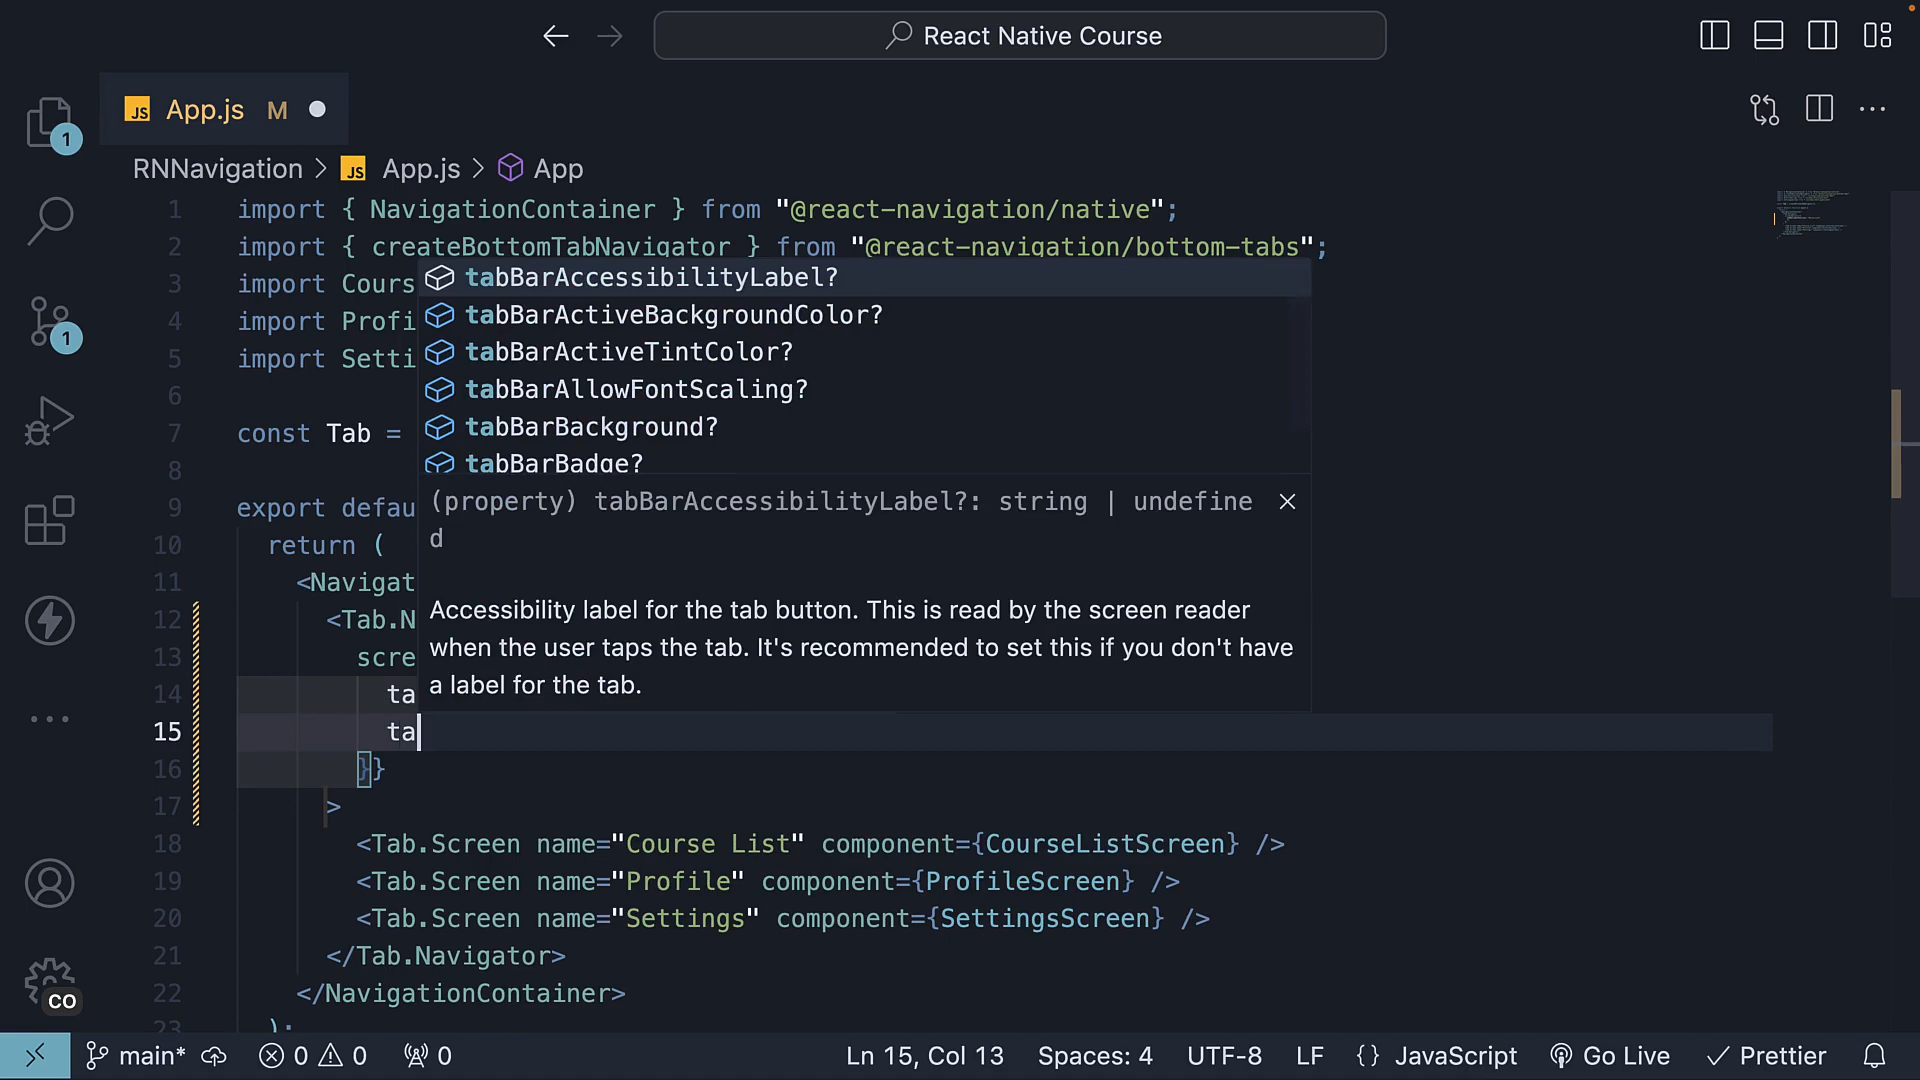 React Native Course
JS App.js M
1
RNNavigation > JS App.js > App
1 import { NavigationContainer } from "@react-navigation/native";
2 import { createBottomTabNavigator } from "@react-navigation/bottom-tabs";
3 import Cours
4 import Profi
5 import Setti
6
7 const Tab =
8
9 export defau
10 return (
11 <Navigat
12 <Tab.N
13 scre
14 ta
15 ta
16 }}
17 >
18 <Tab.Screen name="Course List" component={CourseListScreen} />
19 <Tab.Screen name="Profile" component={ProfileScreen} />
20 <Tab.Screen name="Settings" component={SettingsScreen} />
21 </Tab.Navigator>
22 </NavigationContainer>
23 );
tabBarAccessibilityLabel?
tabBarActiveBackgroundColor?
tabBarActiveTintColor?
tabBarAllowFontScaling?
tabBarBackground?
tabBarBadge?
(property) tabBarAccessibilityLabel?: string | undefine
d
Accessibility label for the tab button. This is read by the screen reader
when the user taps the tab. It's recommended to set this if you don't have
a label for the tab.
1
CO
main* 0 0 0 Ln 15, Col 13 Spaces: 4 UTF-8 LF {} JavaScript Go Live Prettier